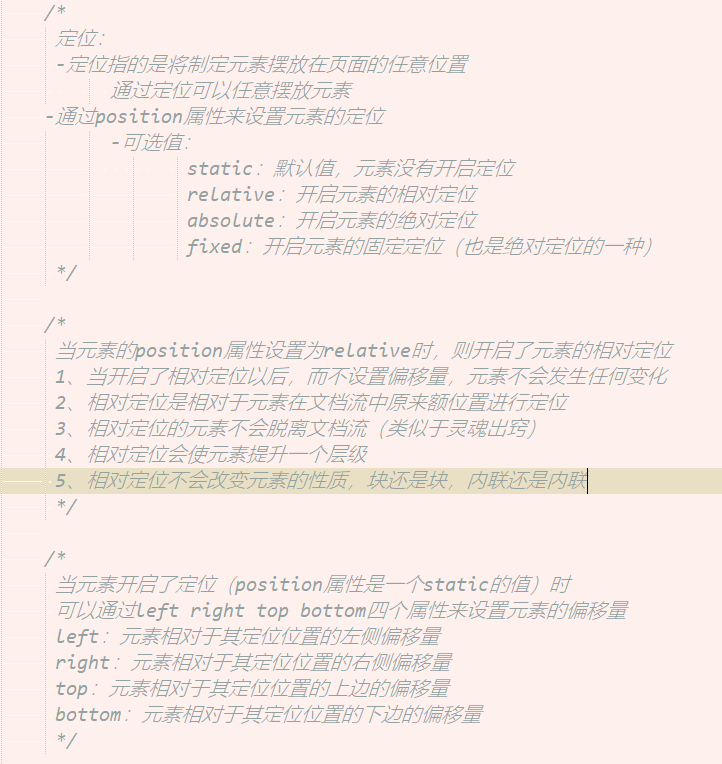 /*
定位：
-定位指的是将制定元素摆放在页面的任意位置
通过定位可以任意摆放元素
-通过position属性来设置元素的定位
-可选值：
static：默认值，元素没有开启定位
relative：开启元素的相对定位
absolute：开启元素的绝对定位
fixed：开启元素的固定定位（也是绝对定位的一种）
*/
/*
当元素的position属性设置为relative时，则开启了元素的相对定位
1、当开启了相对定位以后，而不设置偏移量，元素不会发生任何变化
2、相对定位是相对于元素在文档流中原来额位置进行定位
3、相对定位的元素不会脱离文档流（类似于灵魂出窍）
4、相对定位会使元素提升一个层级
5、相对定位不会改变元素的性质，块还是块，内联还是内联
*/
/*
当元素开启了定位（position属性是一个static的值）时
可以通过left right top bottom四个属性来设置元素的偏移量
left：元素相对于其定位位置的左侧偏移量
right：元素相对于其定位位置的右侧偏移量
top：元素相对于其定位位置的上边的偏移量
bottom：元素相对于其定位位置的下边的偏移量
*/